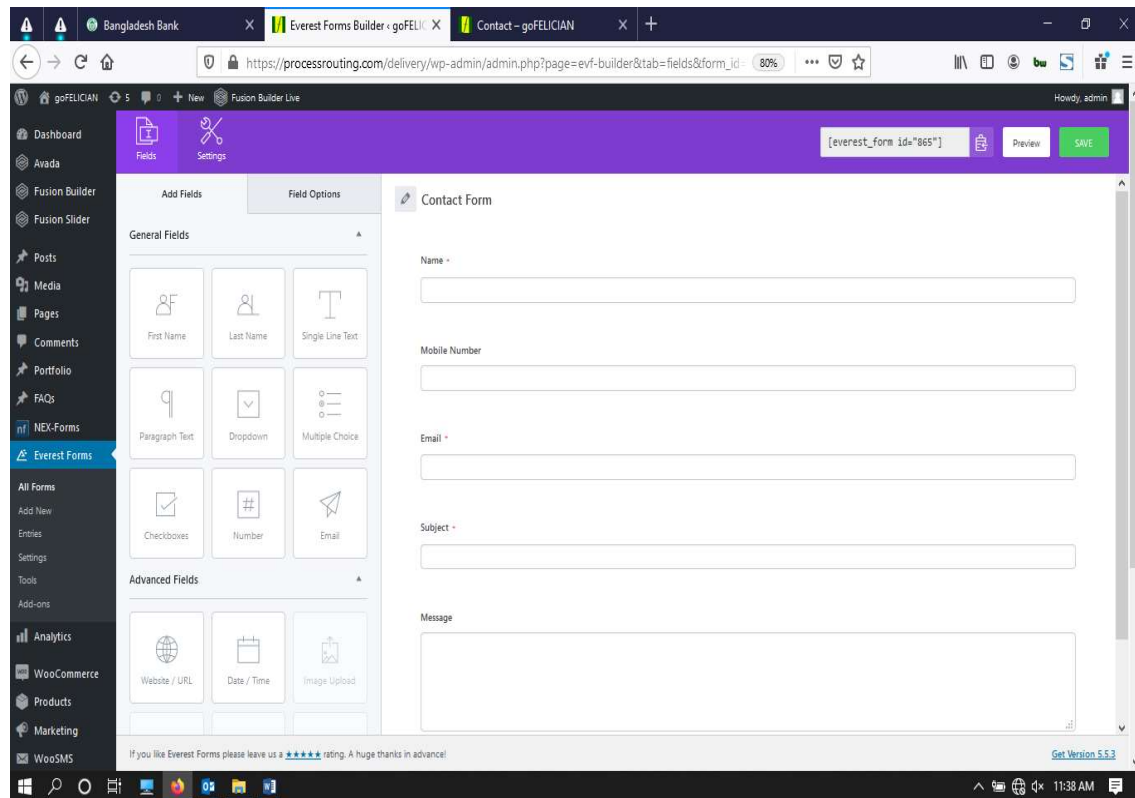 Bangladesh Bank
Everest Forms Builder ‹ goFELIC
Contact – goFELICIAN
https://processrouting.com/delivery/wp-admin/admin.php?page=evf-builder&tab=fields&form_id=
80%
bw
S
goFELICIAN 5 0 + New Fusion Builder Live
Howdy, admin
Dashboard
Avada
Fusion Builder
Fusion Slider
Posts
Media
Pages
Comments
Portfolio
FAQs
nf NEX-Forms
Everest Forms
All Forms
Add New
Entries
Settings
Tools
Add-ons
Analytics
WooCommerce
Products
Marketing
WooSMS
Fields
Settings
[everest_form id="865"]
Preview
SAVE
Add Fields
Field Options
General Fields
First Name
Last Name
Single Line Text
Paragraph Text
Dropdown
Multiple Choice
Checkboxes
Number
Email
Advanced Fields
Website / URL
Date / Time
Image Upload
Contact Form
Name *
Mobile Number
Email *
Subject *
Message
If you like Everest Forms please leave us a ★★★★★ rating. A huge thanks in advance!
Get Version 5.5.3
11:38 AM